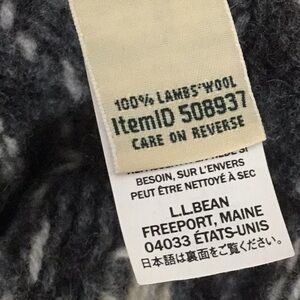 100% LAMBS' WOOL
ItemID 508937
CARE ON REVERSE
BESOIN, SUR L'ENVERS
PEUT ÊTRE NETTOYÉ À SEC
L.L.BEAN
FREEPORT, MAINE
04033 ÉTATS-UNIS
日本語は裏面をご覧ください。